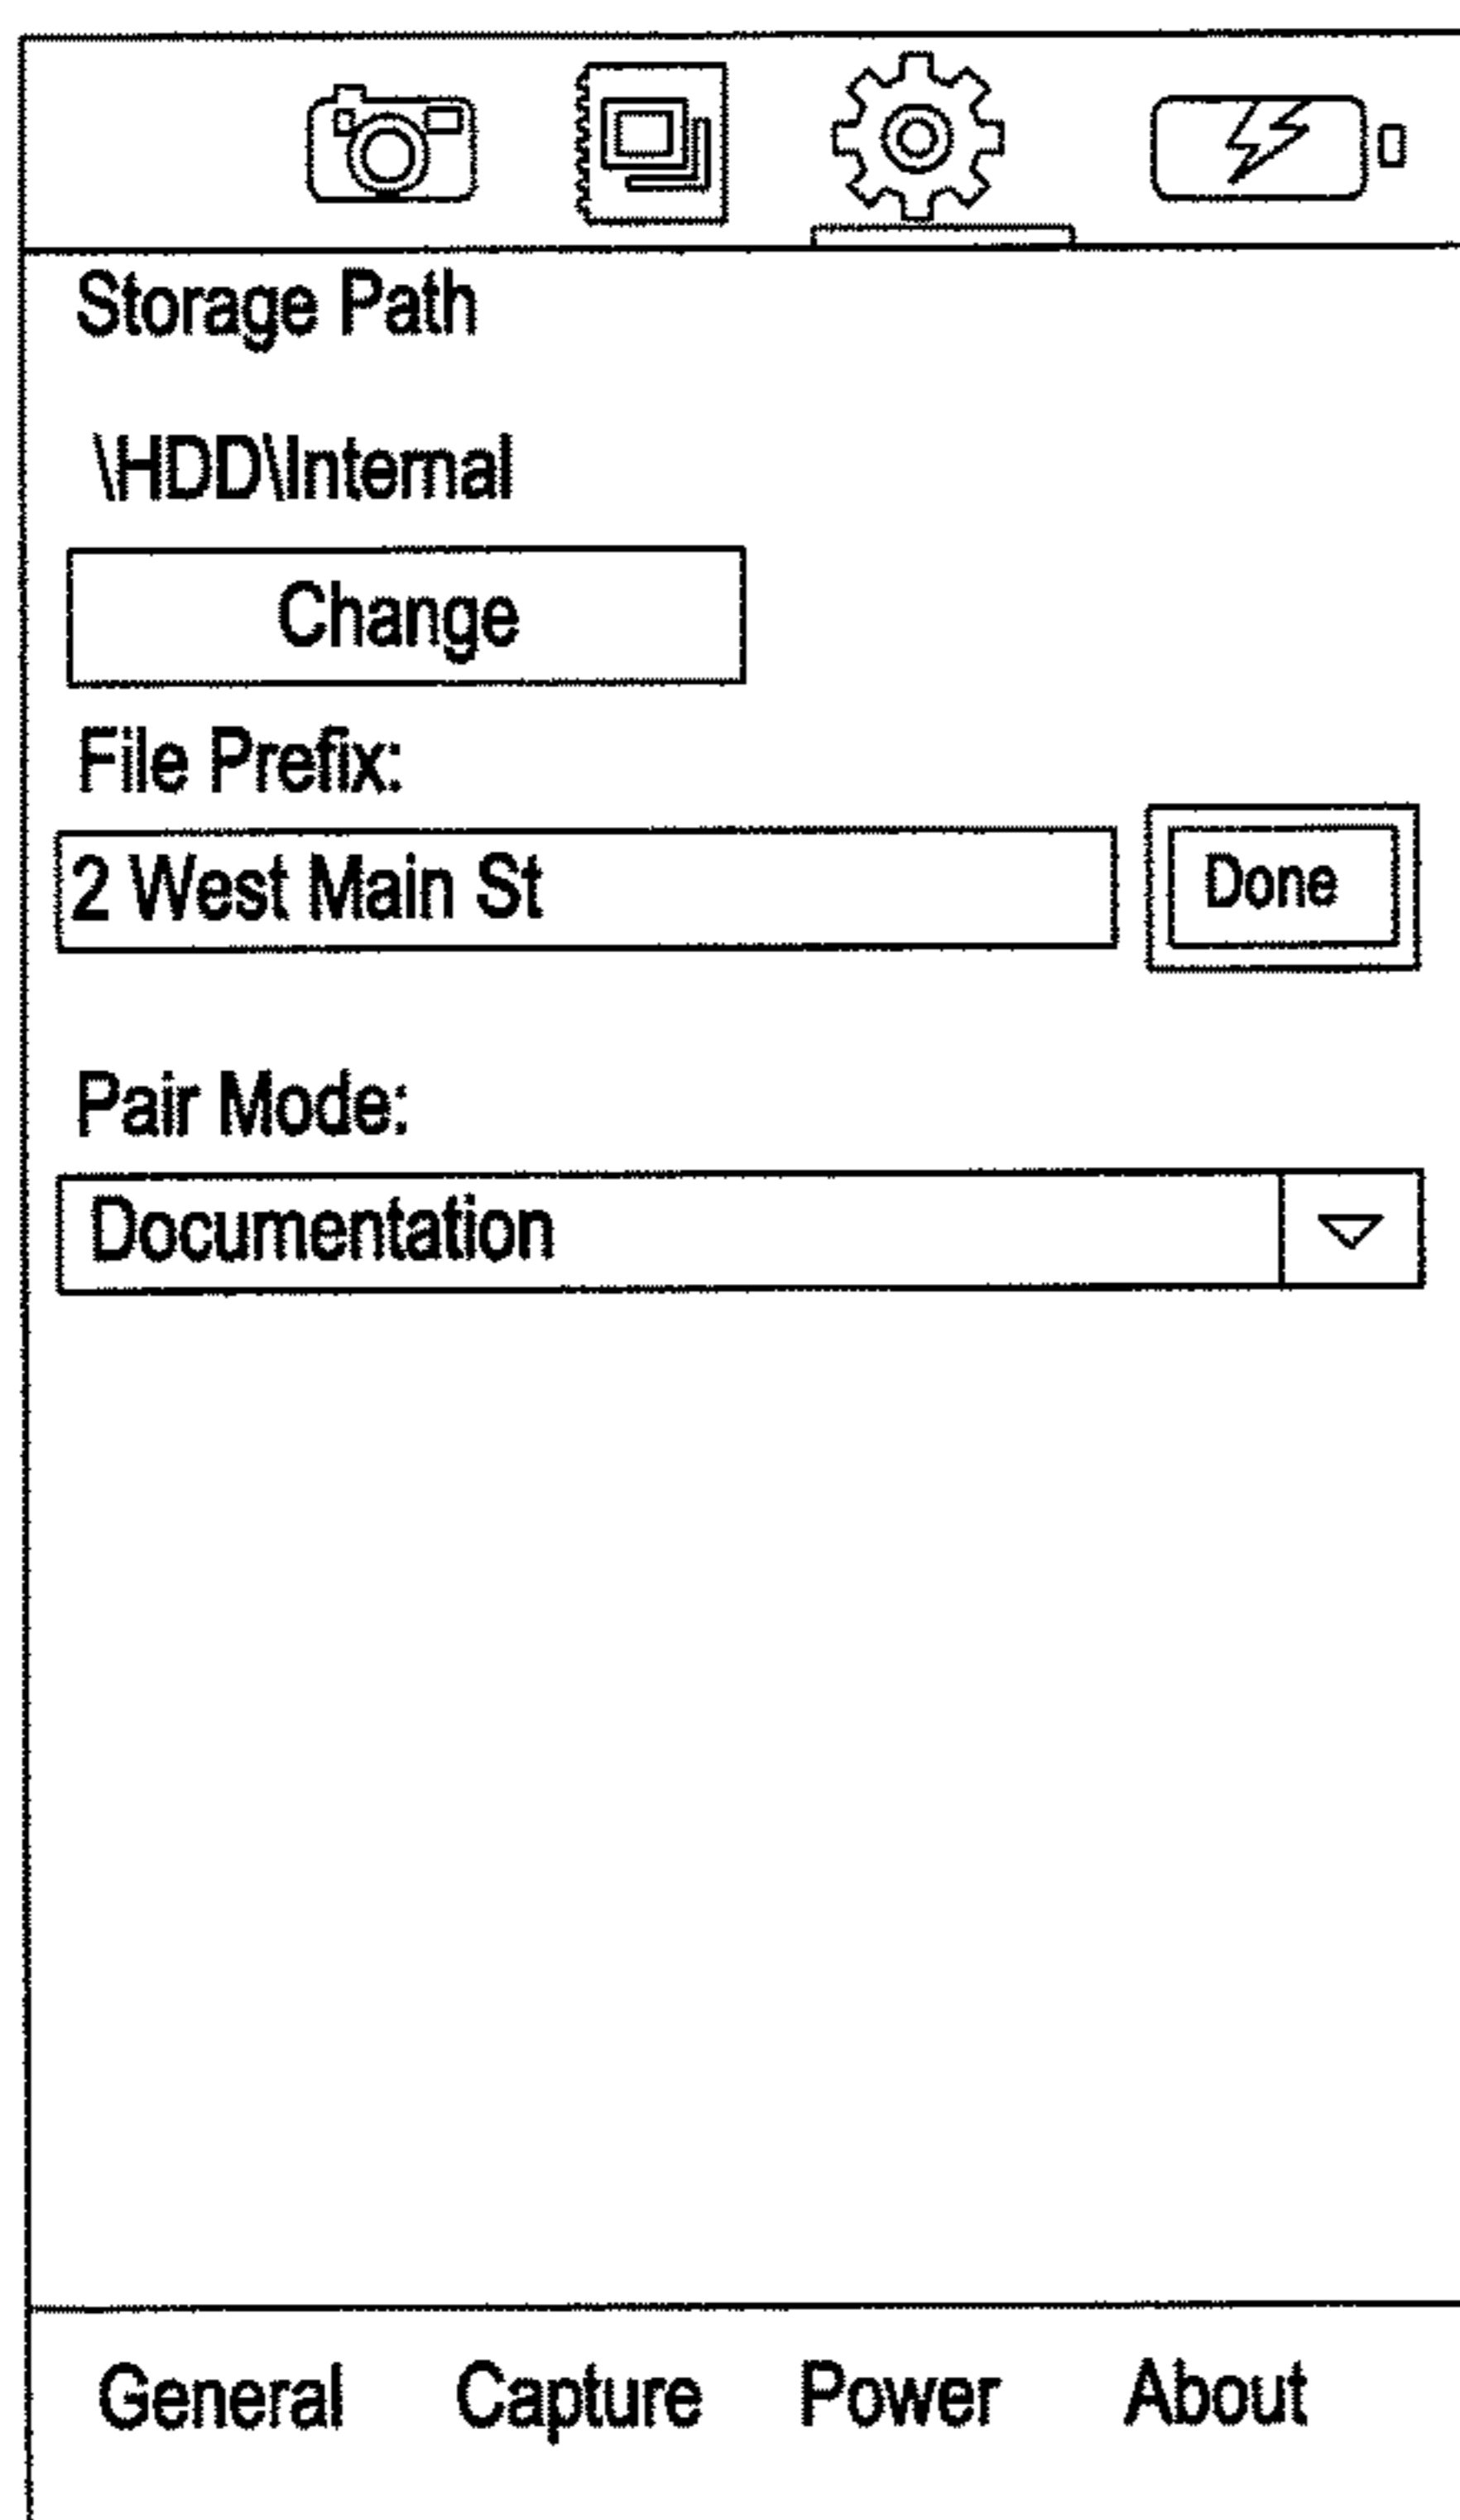 Storage Path
\HDD\Internal
Change
File Prefix:
2 West Main St
Done
Pair Mode:
Documentation
General Capture Power About